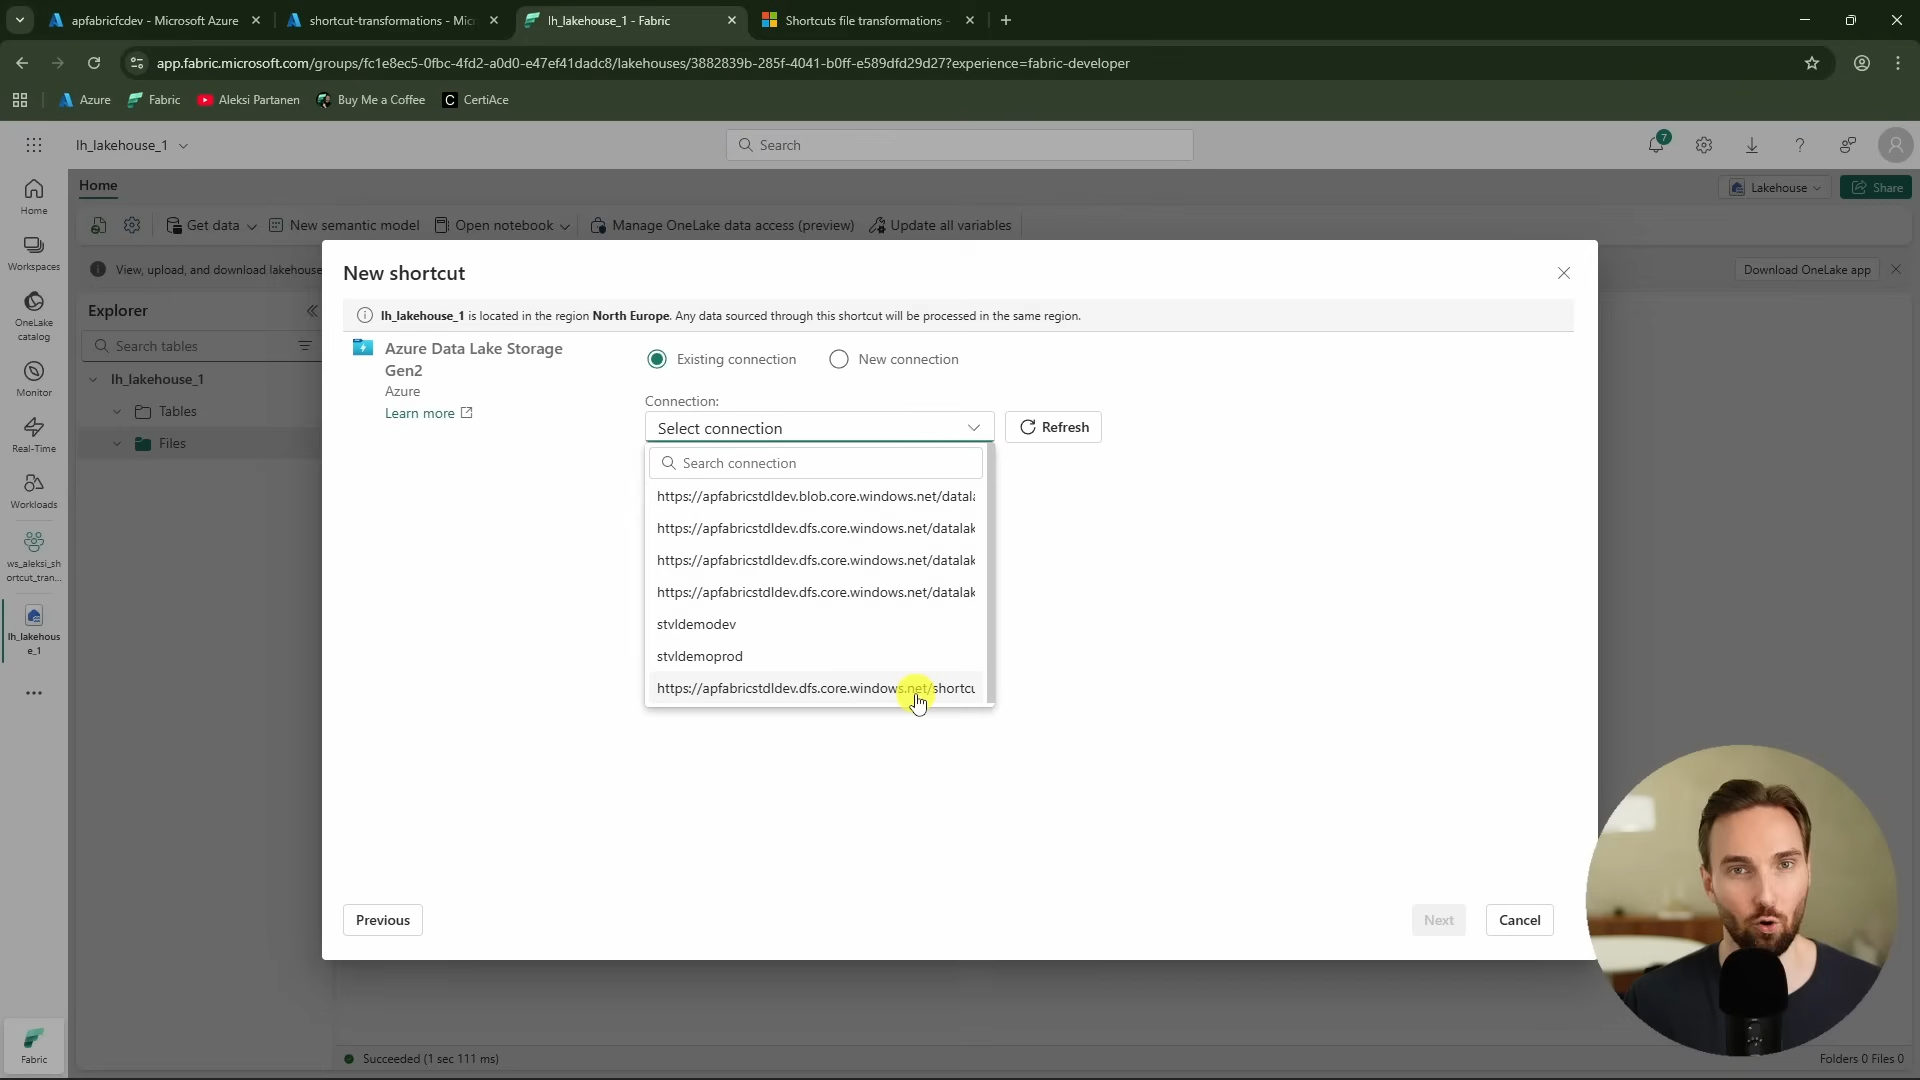 apfabricfcdev - Microsoft Azure
shortcut-transformations - Mic
lh_lakehouse_1 - Fabric
Shortcuts file transformations -
app.fabric.microsoft.com/groups/fc1e8ec5-0fbc-4fd2-a0d0-e47ef41dadc8/lakehouses/3882839b-285f-4041-b0ff-e589dfd29d27?experience=fabric-developer
Azure
Fabric
Aleksi Partanen
Buy Me a Coffee
CertiAce
lh_lakehouse_1
Search
7
Home
Lakehouse
Share
Get data
New semantic model
Open notebook
Manage OneLake data access (preview)
Update all variables
View, upload, and download lakehouse
Download OneLake app
Home
Workspaces
OneLake
catalog
Monitor
Real-Time
Workloads
ws_aleksi_sh
ortcut_tran...
lh_lakehous
e_1
Fabric
Explorer
Search tables
lh_lakehouse_1
Tables
Files
New shortcut
lh_lakehouse_1 is located in the region North Europe. Any data sourced through this shortcut will be processed in the same region.
Azure Data Lake Storage
Gen2
Azure
Learn more
Existing connection
New connection
Connection:
Select connection
Refresh
Search connection
https://apfabricstdldev.blob.core.windows.net/datala
https://apfabricstdldev.dfs.core.windows.net/datalak
https://apfabricstdldev.dfs.core.windows.net/datalak
https://apfabricstdldev.dfs.core.windows.net/datalak
stvldemodev
stvldemoprod
https://apfabricstdldev.dfs.core.windows.net/shortcu
Previous
Next
Cancel
Succeeded (1 sec 111 ms)
Folders 0 Files 0